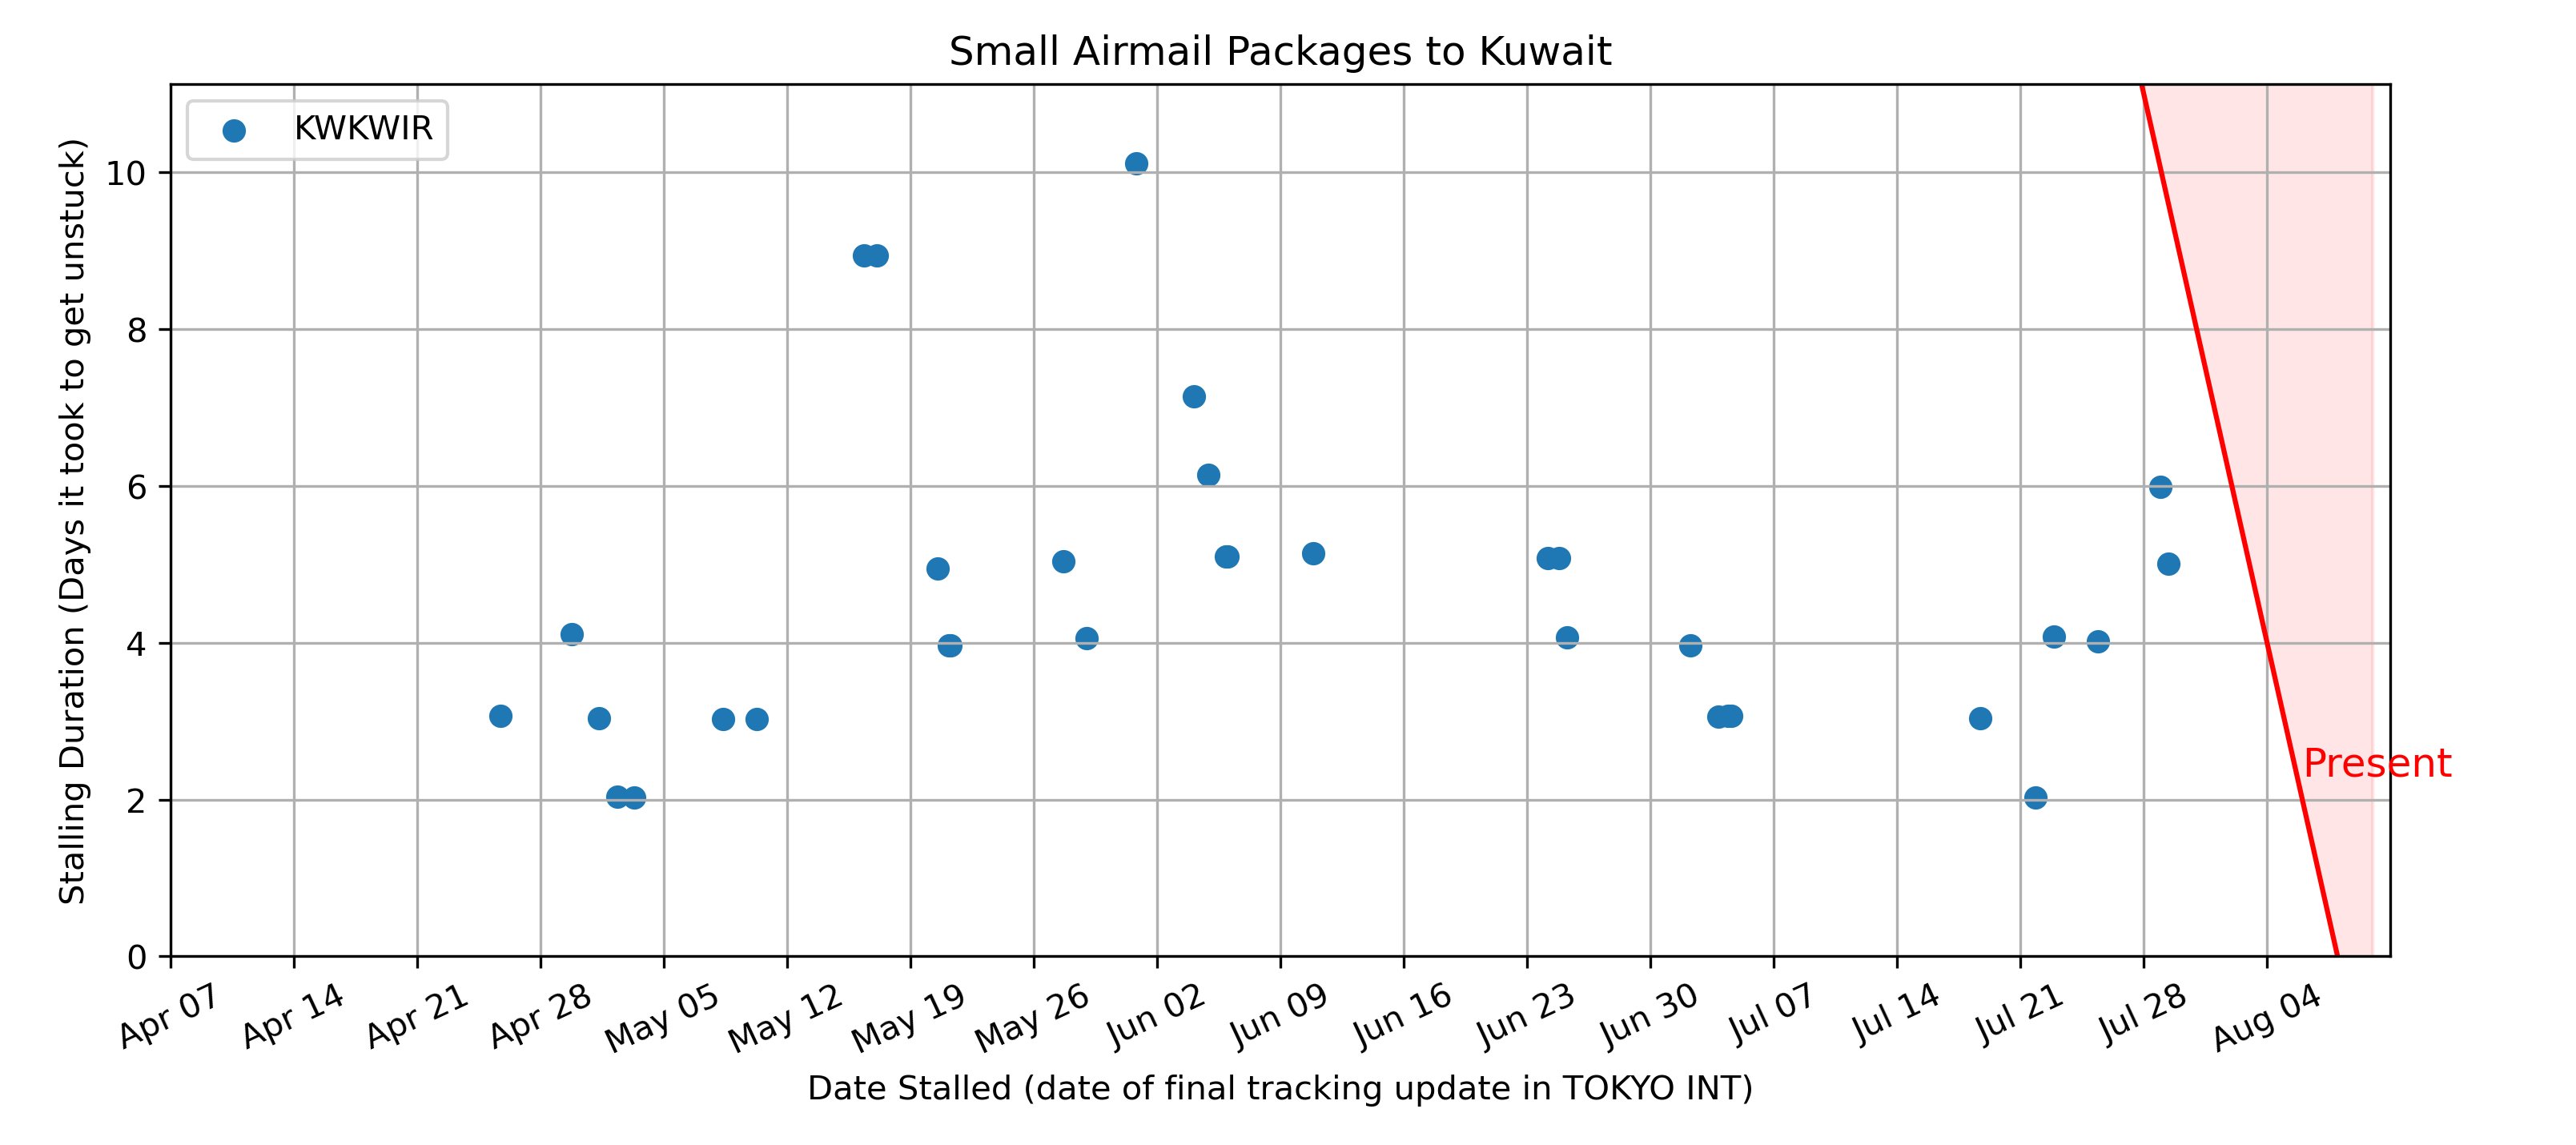 Small Airmail Packages to Kuwait
KWKWIR
Stalling Duration (Days it took to get unstuck)
10
8
6
4
2
0
Present
Apr 07
Apr 14
Apr 21
Apr 28
May 05
May 12
May 19
May 26
Jun 02
Jun 09
Jun 16
Jun 23
Jun 30
Jul 07
Jul 14
Jul 21
Jul 28
Aug 04
Date Stalled (date of final tracking update in TOKYO INT)